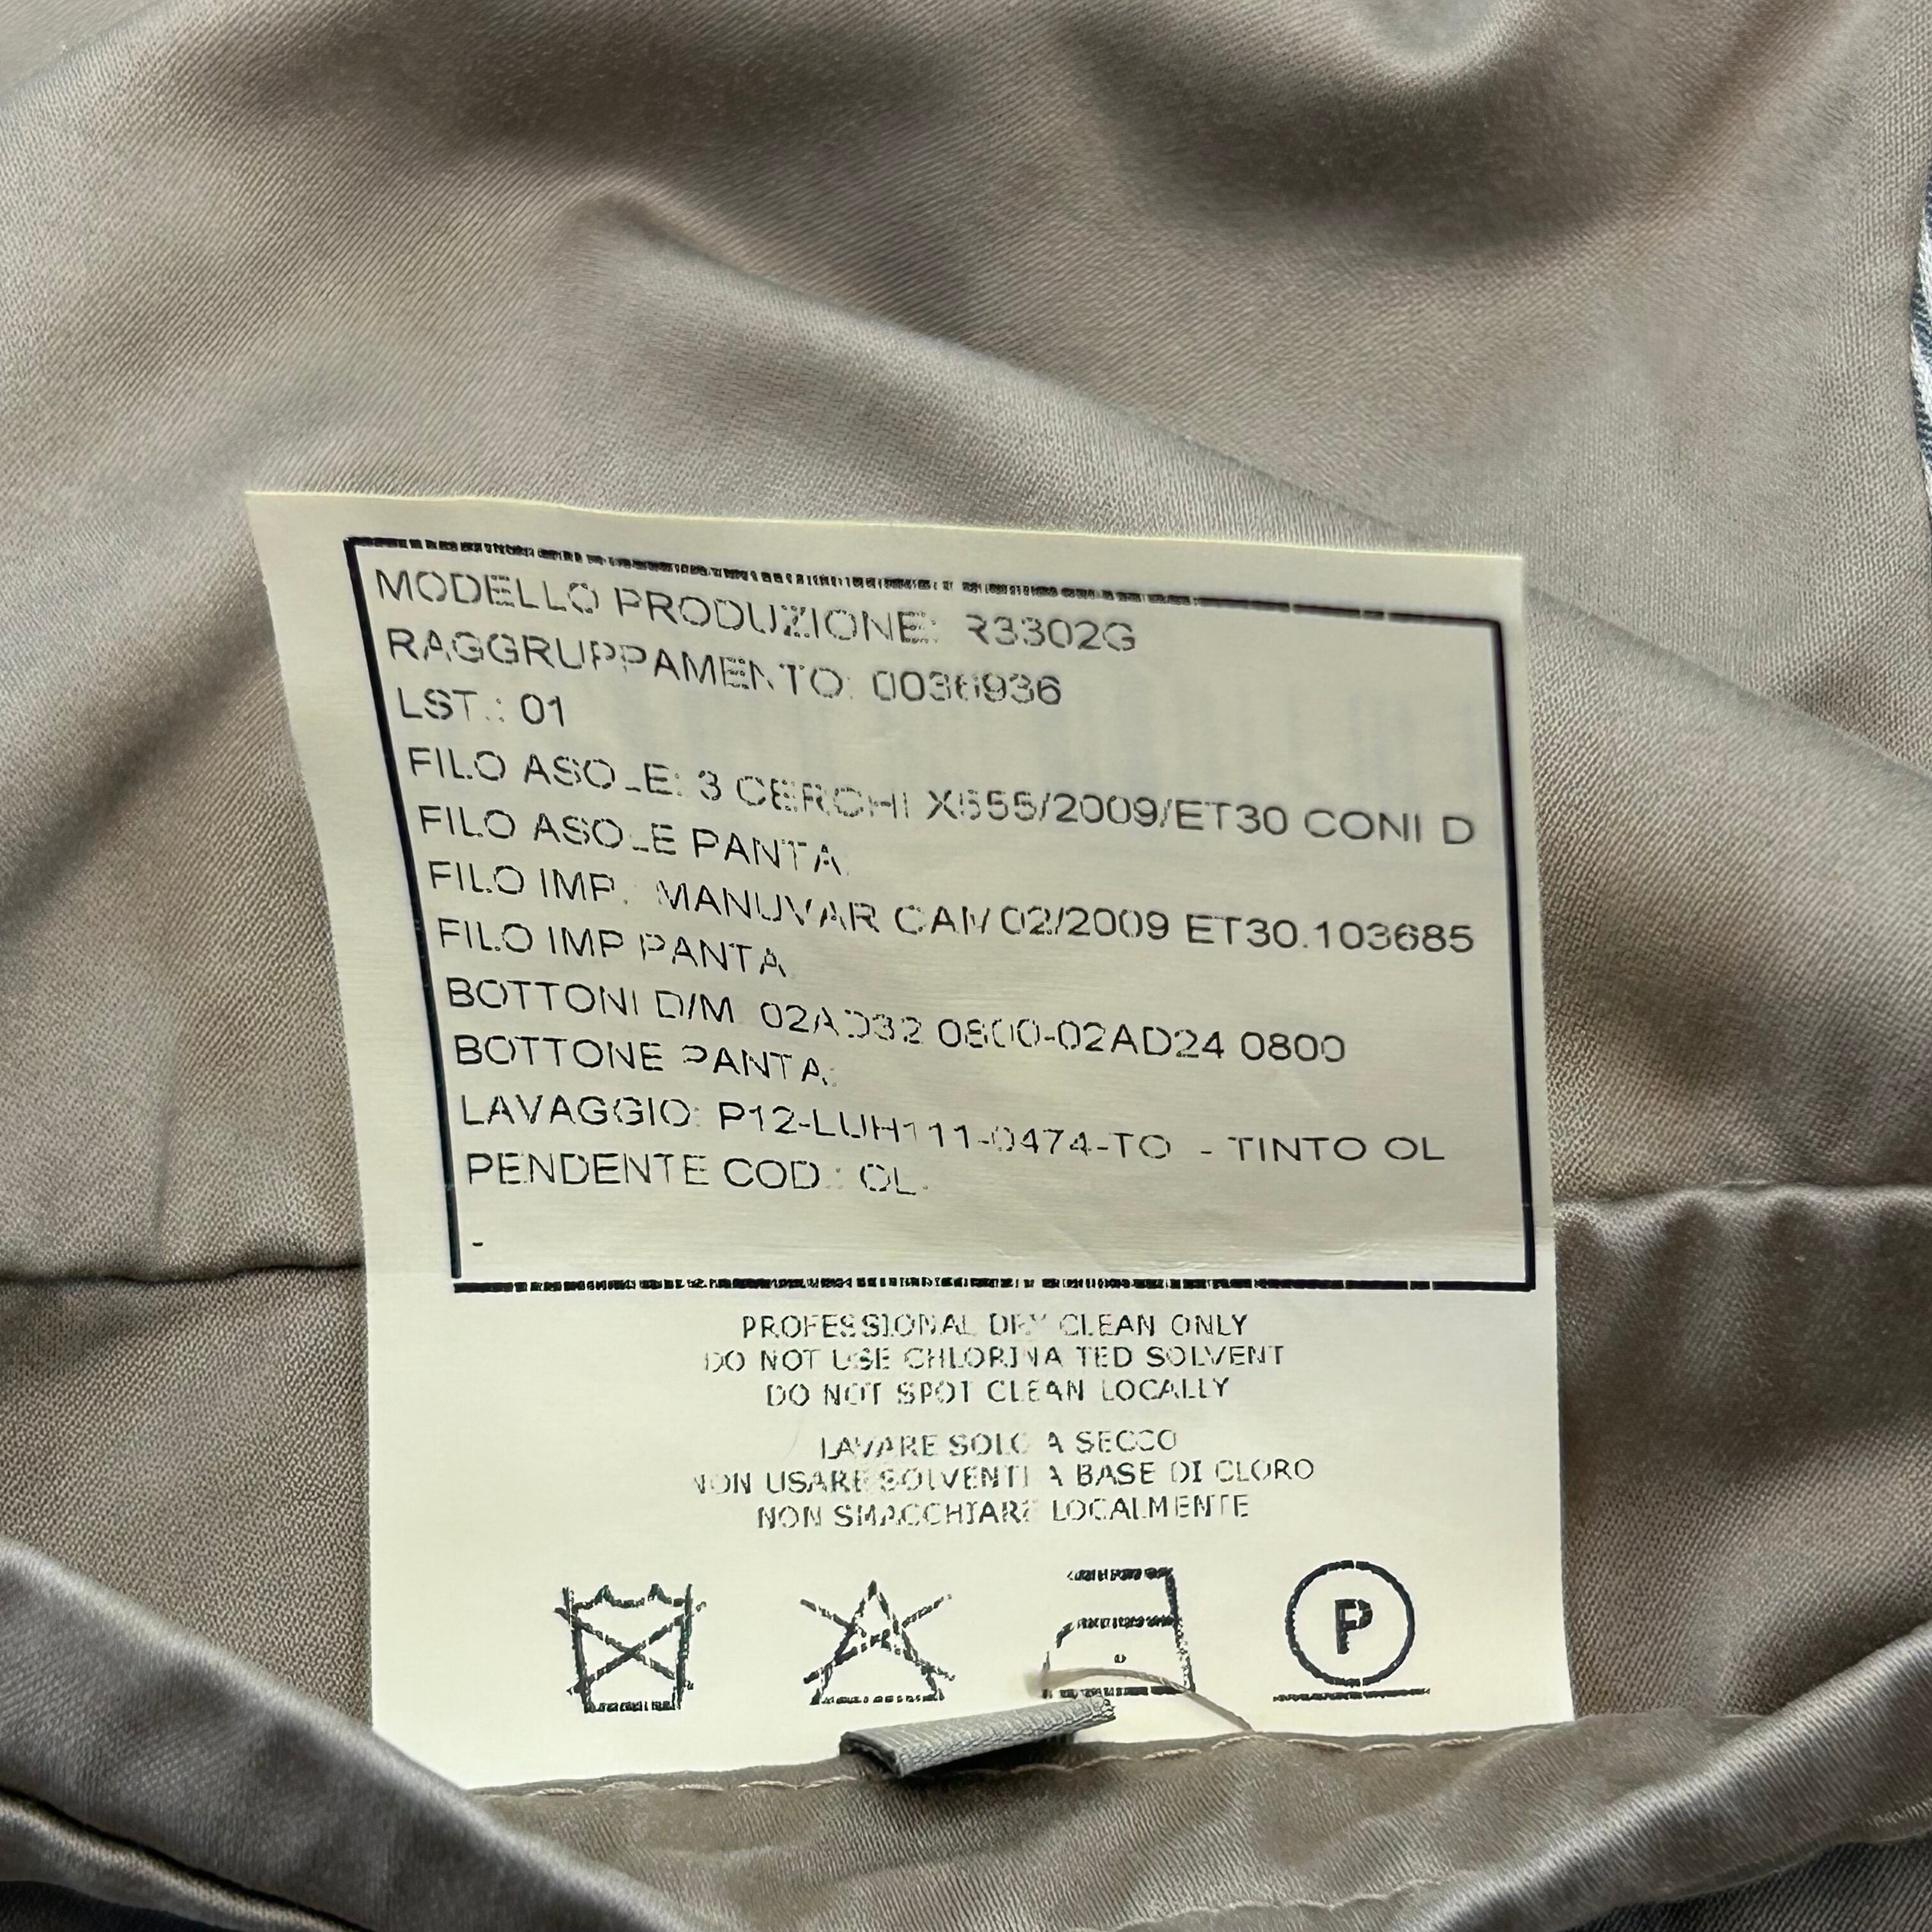 MODELLO PRODUZIONE: R3302G
RAGGRUPPAMENTO: 0036936
LST.: 01
FILO ASOLE: 3 CERCHI X555/2009/ET30 CONI D
FILO ASOLE PANTA:
FILO IMP.: MANUVAR CAM 02/2009 ET30.103685
FILO IMP PANTA
BOTTONI D/M: 02AD32 0800-02AD24 0800
BOTTONE PANTA:
LAVAGGIO: P12-LUH111-0474-TO - TINTO OL
PENDENTE COD.: OL-
-
PROFESSIONAL DRY CLEAN ONLY
DO NOT USE CHLORINA TED SOLVENT
DO NOT SPOT CLEAN LOCALLY
LAVARE SOLO A SECCO
NON USARE SOLVENTI A BASE DI CLORO
NON SMACCHIARE LOCALMENTE
P